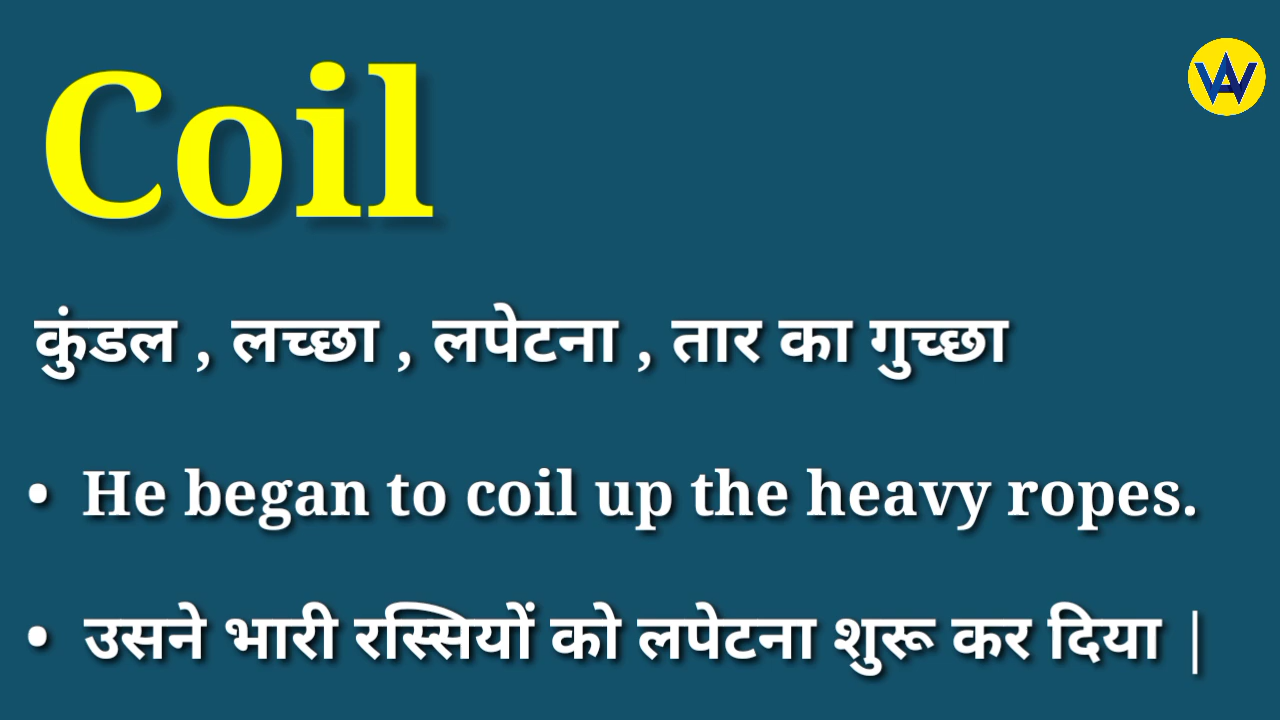 Coil
कुंडल , लच्छा , लपेटना , तार का गुच्छा
• He began to coil up the heavy ropes.
• उसने भारी रस्सियों को लपेटना शुरू कर दिया |